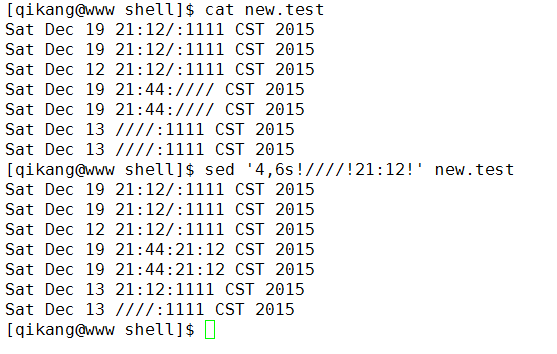 [qikang@www shell]$ cat new.test
Sat Dec 19 21:12/:1111 CST 2015
Sat Dec 19 21:12/:1111 CST 2015
Sat Dec 12 21:12/:1111 CST 2015
Sat Dec 19 21:44://// CST 2015
Sat Dec 19 21:44://// CST 2015
Sat Dec 13 ////:1111 CST 2015
Sat Dec 13 ////:1111 CST 2015
[qikang@www shell]$ sed '4,6s!////!21:12!' new.test
Sat Dec 19 21:12/:1111 CST 2015
Sat Dec 19 21:12/:1111 CST 2015
Sat Dec 12 21:12/:1111 CST 2015
Sat Dec 19 21:44:21:12 CST 2015
Sat Dec 19 21:44:21:12 CST 2015
Sat Dec 13 21:12:1111 CST 2015
Sat Dec 13 ////:1111 CST 2015
[qikang@www shell]$